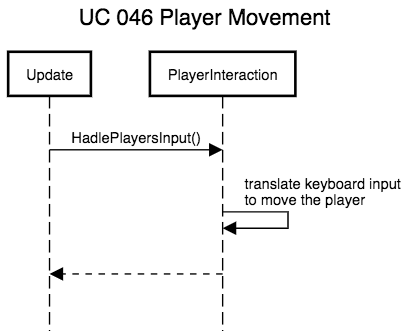 UC 046 Player Movement
Update
PlayerInteraction
HadlePlayersInput()
translate keyboard input
to move the player